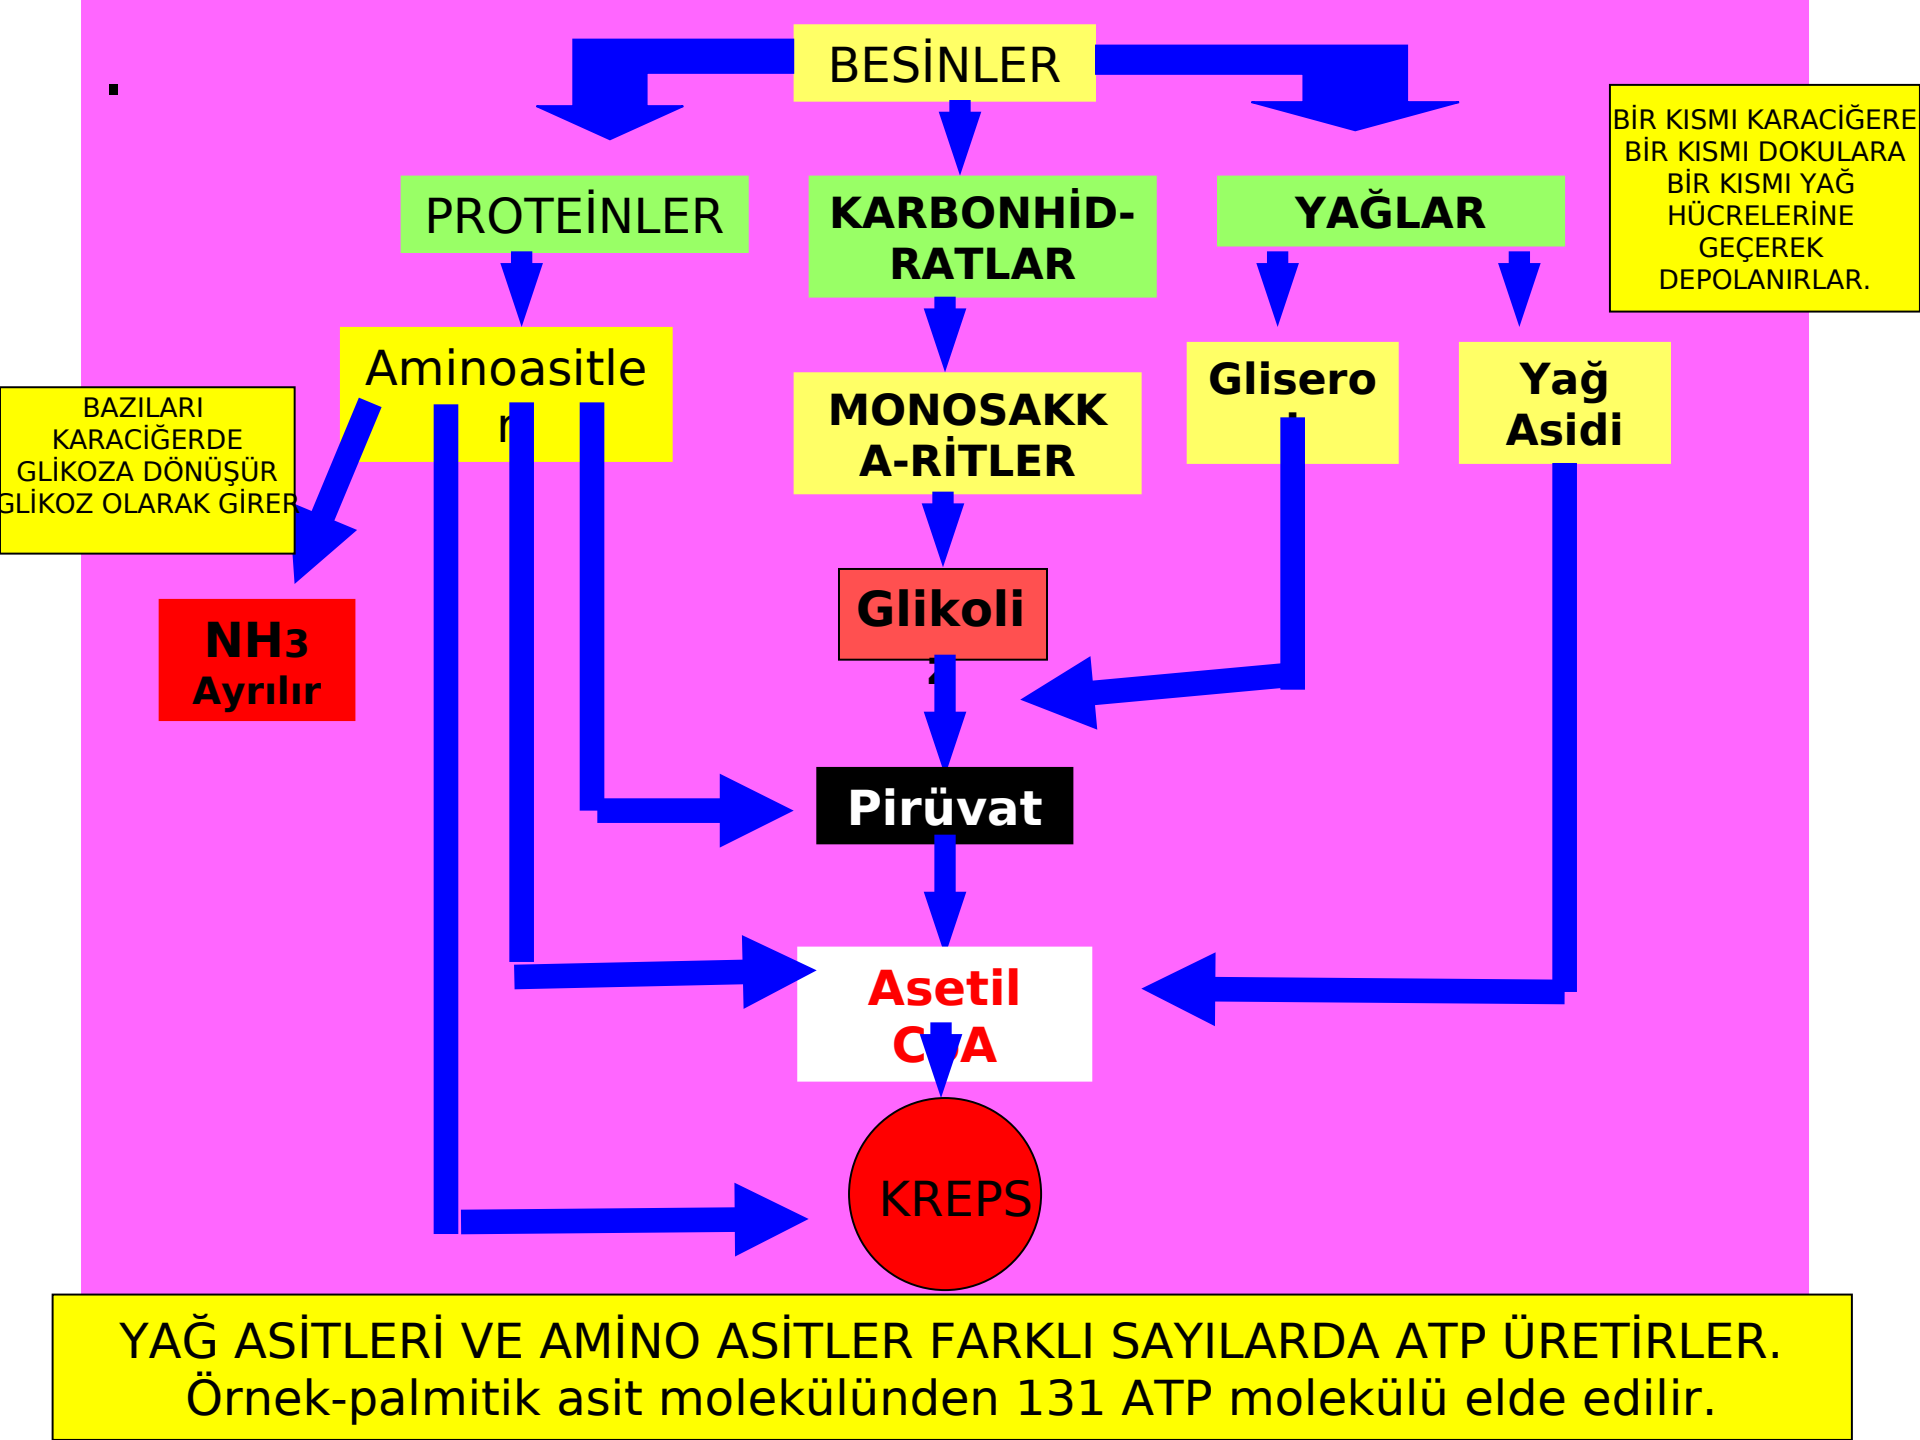 BESİNLER
.
BİR KISMI KARACİĞERE
BİR KISMI DOKULARA
BİR KISMI YAĞ
HÜCRELERİNE
GEÇEREK
DEPOLANIRLAR.
PROTEİNLER
KARBONHİD-
RATLAR
YAĞLAR
Aminoasitle
r
MONOSAKK
A-RİTLER
Glisero
l
Yağ
Asidi
BAZILARI
KARACİĞERDE
GLİKOZA DÖNÜŞÜR
GLİKOZ OLARAK GİRER
Glikoli
z
NH3
Ayrılır
Pirüvat
Asetil
CoA
KREPS
YAĞ ASİTLERİ VE AMİNO ASİTLER FARKLI SAYILARDA ATP ÜRETİRLER.
Örnek-palmitik asit molekülünden 131 ATP molekülü elde edilir.